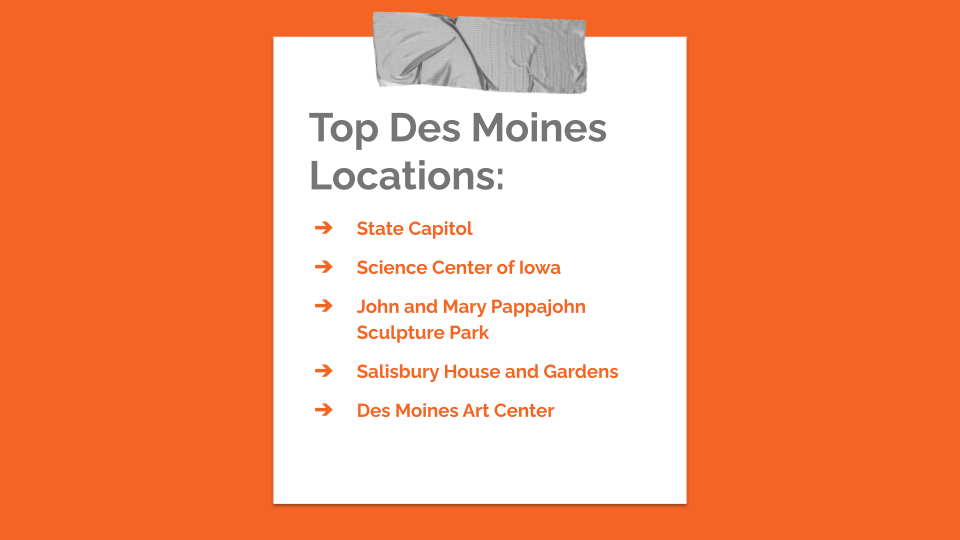 Top Des Moines
Locations:
➔ State Capitol
➔ Science Center of Iowa
➔ John and Mary Pappajohn
Sculpture Park
➔ Salisbury House and Gardens
➔ Des Moines Art Center